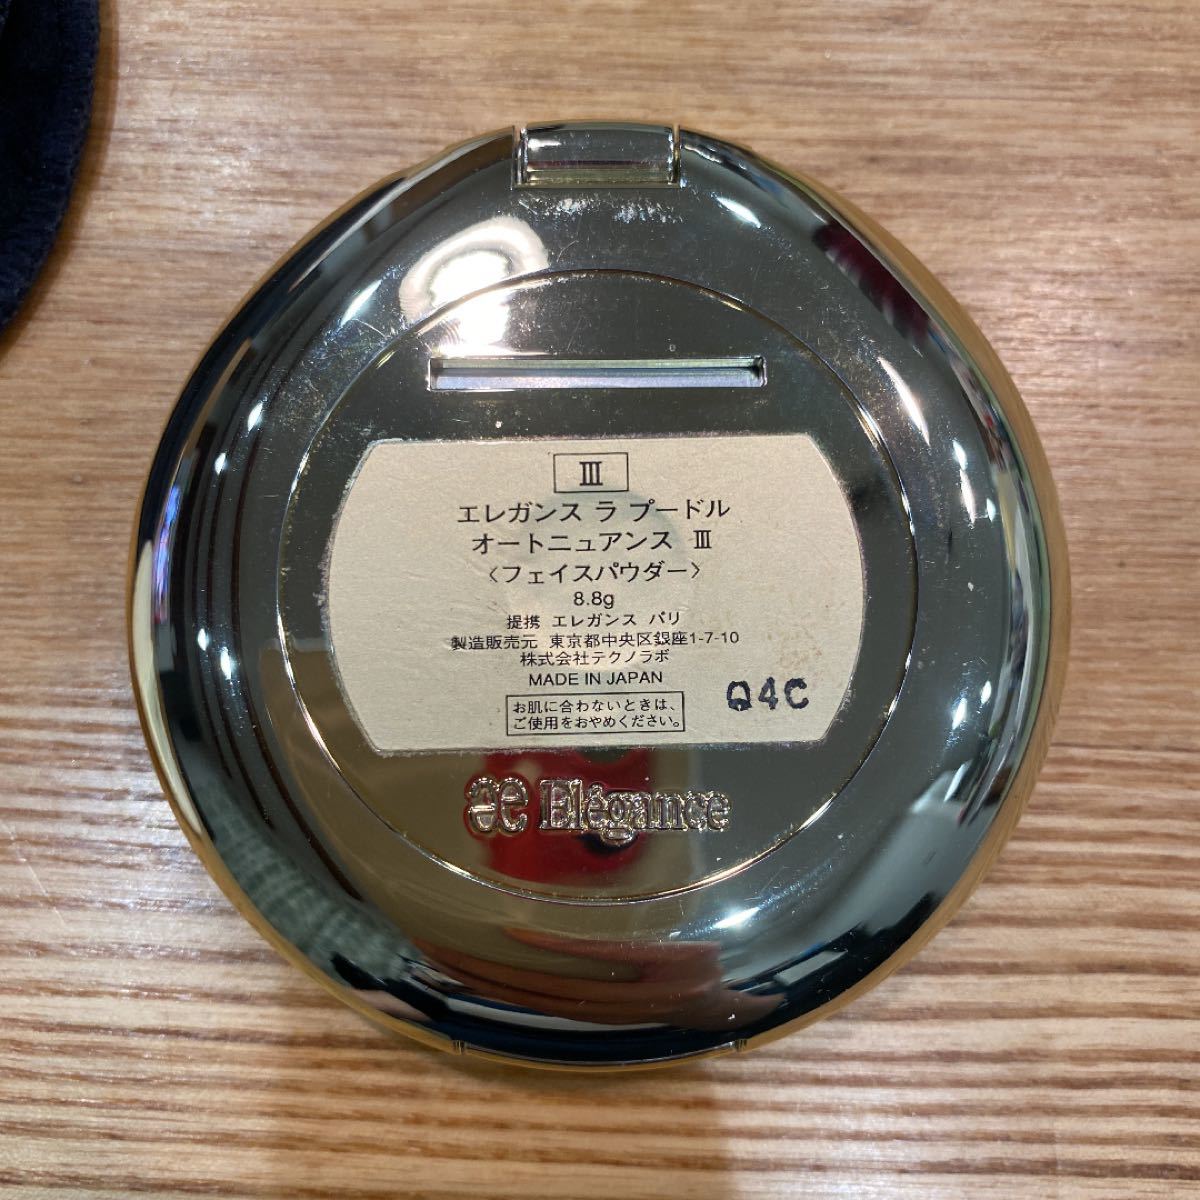 III
エレガンス ラ プードル
オートニュアンス III
〈フェイスパウダー〉
8.8g
提携 エレガンス パリ
製造販売元 東京都中央区銀座1-7-10
株式会社テクノラボ
MADE IN JAPAN
お肌に合わないときは、
ご使用をおやめください。
Q4C
æ Elégance